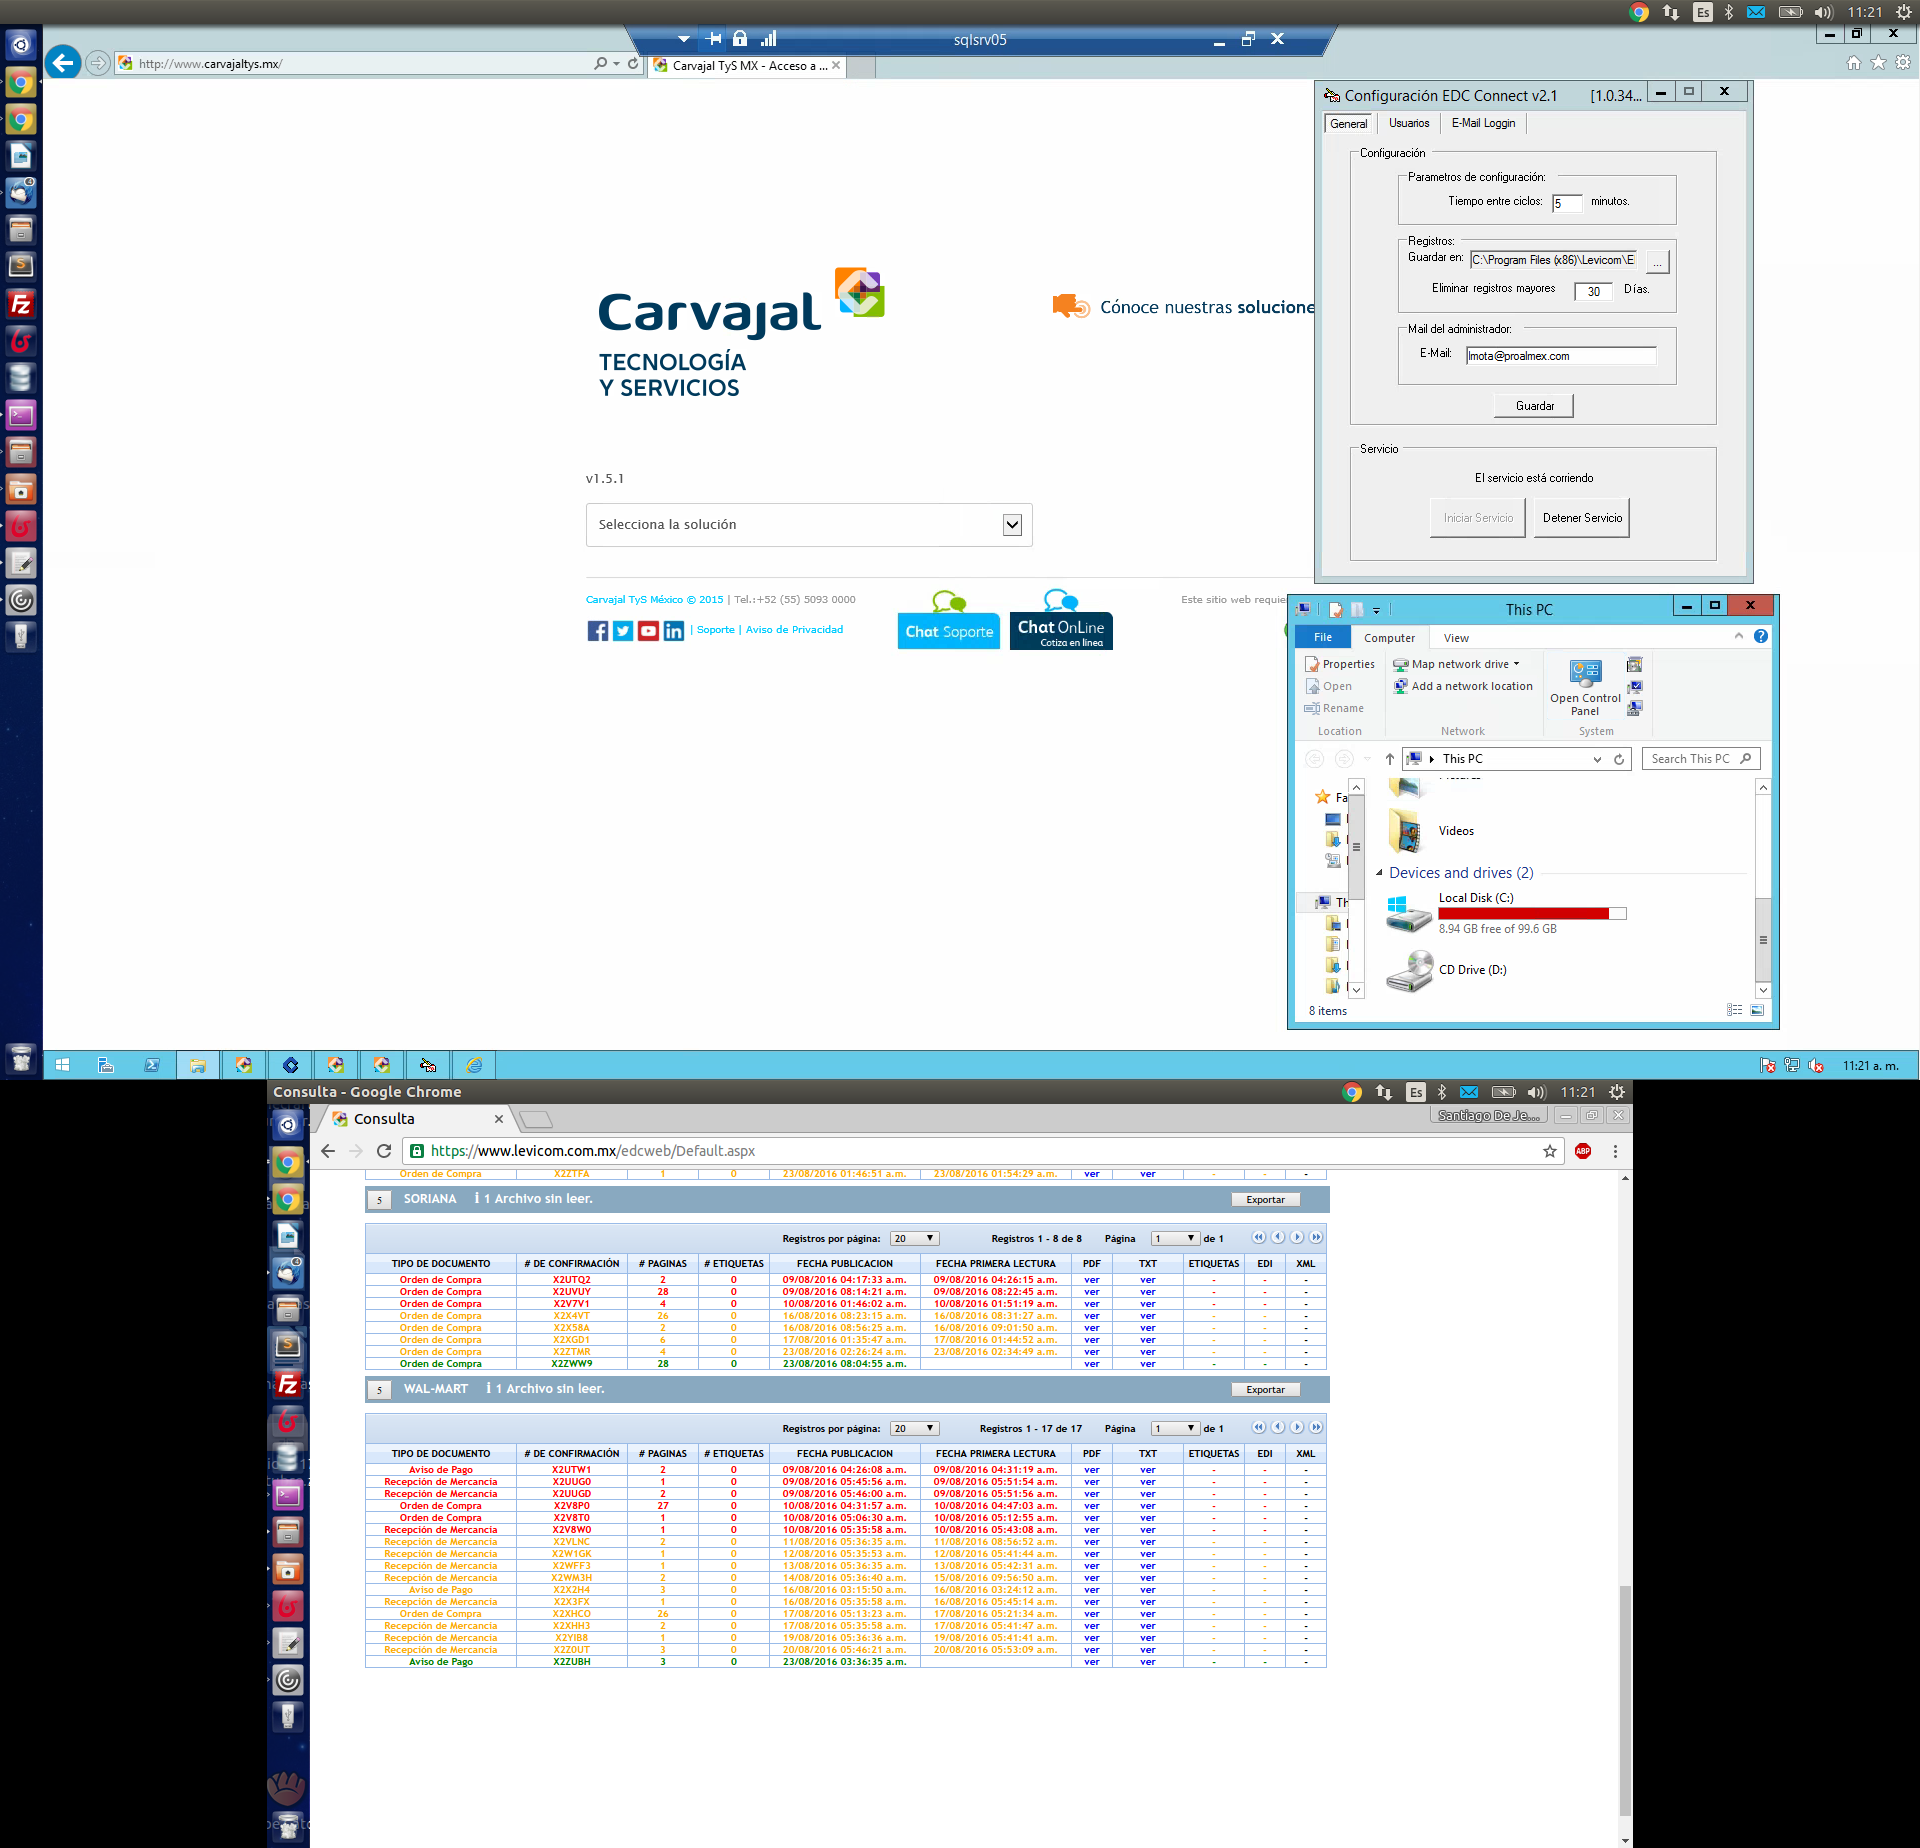 Es 11:21
sqlsrv05
http://www.carvajaltys.mx/
Carvajal TyS MX - Acceso a ...
Carvajal
TECNOLOGÍA
Y SERVICIOS
Cónoce nuestras solucione
v1.5.1
Selecciona la solución
Carvajal TyS México © 2015 | Tel.:+52 (55) 5093 0000
| Soporte | Aviso de Privacidad
Chat Soporte
Chat OnLine
Cotiza en línea
Este sitio web requie
Configuración EDC Connect v2.1 [1.0.34...
General Usuarios E-Mail Loggin
Configuración
Parametros de configuración:
Tiempo entre ciclos: 5 minutos.
Registros:
Guardar en: C:\Program Files (x86)\Levicom\E ...
Eliminar registros mayores 30 Días.
Mail del administrador:
E-Mail: lmota@proalmex.com
Guardar
Servicio
El servicio está corriendo
Iniciar Servicio Detener Servicio
This PC
File Computer View
Properties
Open
Rename
Location
Map network drive
Add a network location
Network
Open Control
Panel
System
This PC
Search This PC
Fa
Th
Videos
Devices and drives (2)
Local Disk (C:)
8.94 GB free of 99.6 GB
CD Drive (D:)
8 items
11:21 a. m.
Consulta - Google Chrome
Es 11:21
Consulta
Santiago De Je...
https://www.levicom.com.mx/edcweb/Default.aspx
ABP
Orden de Compra X2ZTFA 1 0 23/08/2016 01:46:51 a.m. 23/08/2016 01:54:29 a.m. ver ver - - -
5 SORIANA i 1 Archivo sin leer. Exportar
Registros por página: 20 Registros 1 - 8 de 8 Página 1 de 1
TIPO DE DOCUMENTO # DE CONFIRMACIÓN # PAGINAS # ETIQUETAS FECHA PUBLICACION FECHA PRIMERA LECTURA PDF TXT ETIQUETAS EDI XML
Orden de Compra X2UTQ2 2 0 09/08/2016 04:17:33 a.m. 09/08/2016 04:26:15 a.m. ver ver - - -
Orden de Compra X2UVUY 28 0 09/08/2016 08:14:21 a.m. 09/08/2016 08:22:45 a.m. ver ver - - -
Orden de Compra X2V7V1 4 0 10/08/2016 01:46:02 a.m. 10/08/2016 01:51:19 a.m. ver ver - - -
Orden de Compra X2X4VT 26 0 16/08/2016 08:23:15 a.m. 16/08/2016 08:31:27 a.m. ver ver - - -
Orden de Compra X2X58A 2 0 16/08/2016 08:56:25 a.m. 16/08/2016 09:01:50 a.m. ver ver - - -
Orden de Compra X2XGD1 6 0 17/08/2016 01:35:47 a.m. 17/08/2016 01:44:52 a.m. ver ver - - -
Orden de Compra X2ZTMR 4 0 23/08/2016 02:26:24 a.m. 23/08/2016 02:34:49 a.m. ver ver - - -
Orden de Compra X2ZWW9 28 0 23/08/2016 08:04:55 a.m. ver ver - - -
5 WAL-MART i 1 Archivo sin leer. Exportar
Registros por página: 20 Registros 1 - 17 de 17 Página 1 de 1
TIPO DE DOCUMENTO # DE CONFIRMACIÓN # PAGINAS # ETIQUETAS FECHA PUBLICACION FECHA PRIMERA LECTURA PDF TXT ETIQUETAS EDI XML
Aviso de Pago X2UTW1 2 0 09/08/2016 04:26:08 a.m. 09/08/2016 04:31:19 a.m. ver ver - - -
Recepción de Mercancia X2UUG0 1 0 09/08/2016 05:45:56 a.m. 09/08/2016 05:51:54 a.m. ver ver - - -
Recepción de Mercancia X2UUGD 2 0 09/08/2016 05:46:00 a.m. 09/08/2016 05:51:56 a.m. ver ver - - -
Orden de Compra X2V8P0 27 0 10/08/2016 04:31:57 a.m. 10/08/2016 04:47:03 a.m. ver ver - - -
Orden de Compra X2V8T0 1 0 10/08/2016 05:06:30 a.m. 10/08/2016 05:12:55 a.m. ver ver - - -
Recepción de Mercancia X2V8W0 1 0 10/08/2016 05:35:58 a.m. 10/08/2016 05:43:08 a.m. ver ver - - -
Recepción de Mercancia X2VLNC 2 0 11/08/2016 05:36:35 a.m. 11/08/2016 08:56:52 a.m. ver ver - - -
Recepción de Mercancia X2W1GK 1 0 12/08/2016 05:35:53 a.m. 12/08/2016 05:41:44 a.m. ver ver - - -
Recepción de Mercancia X2WFF3 1 0 13/08/2016 05:36:35 a.m. 13/08/2016 05:42:31 a.m. ver ver - - -
Recepción de Mercancia X2WM3H 2 0 14/08/2016 05:36:40 a.m. 15/08/2016 09:56:50 a.m. ver ver - - -
Aviso de Pago X2X2H4 3 0 16/08/2016 03:15:50 a.m. 16/08/2016 03:24:12 a.m. ver ver - - -
Recepción de Mercancia X2X3FX 1 0 16/08/2016 05:35:58 a.m. 16/08/2016 05:45:14 a.m. ver ver - - -
Orden de Compra X2XHCO 26 0 17/08/2016 05:13:23 a.m. 17/08/2016 05:21:34 a.m. ver ver - - -
Recepción de Mercancia X2XHH3 2 0 17/08/2016 05:35:58 a.m. 17/08/2016 05:41:47 a.m. ver ver - - -
Recepción de Mercancia X2YIB8 1 0 19/08/2016 05:36:36 a.m. 19/08/2016 05:41:41 a.m. ver ver - - -
Recepción de Mercancia X2Z0UT 3 0 20/08/2016 05:46:21 a.m. 20/08/2016 05:53:09 a.m. ver ver - - -
Aviso de Pago X2ZUBH 3 0 23/08/2016 03:36:35 a.m. ver ver - - -